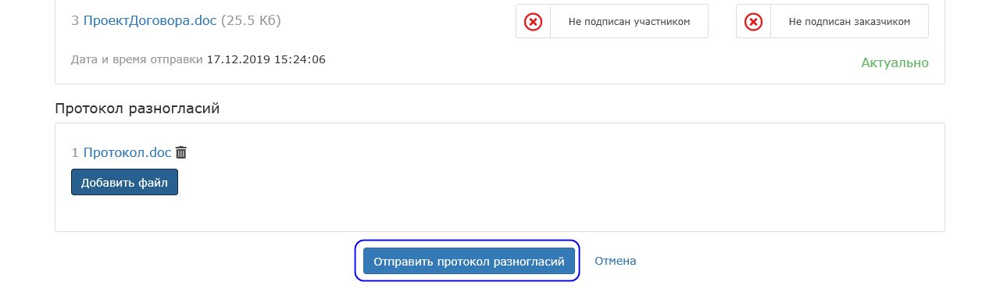 3 ПроектДоговора.doc (25.5 Кб)
Не подписан участником
Не подписан заказчиком
Дата и время отправки 17.12.2019 15:24:06
Актуально
Протокол разногласий
1 Протокол.doc
Добавить файл
Отправить протокол разногласий
Отмена